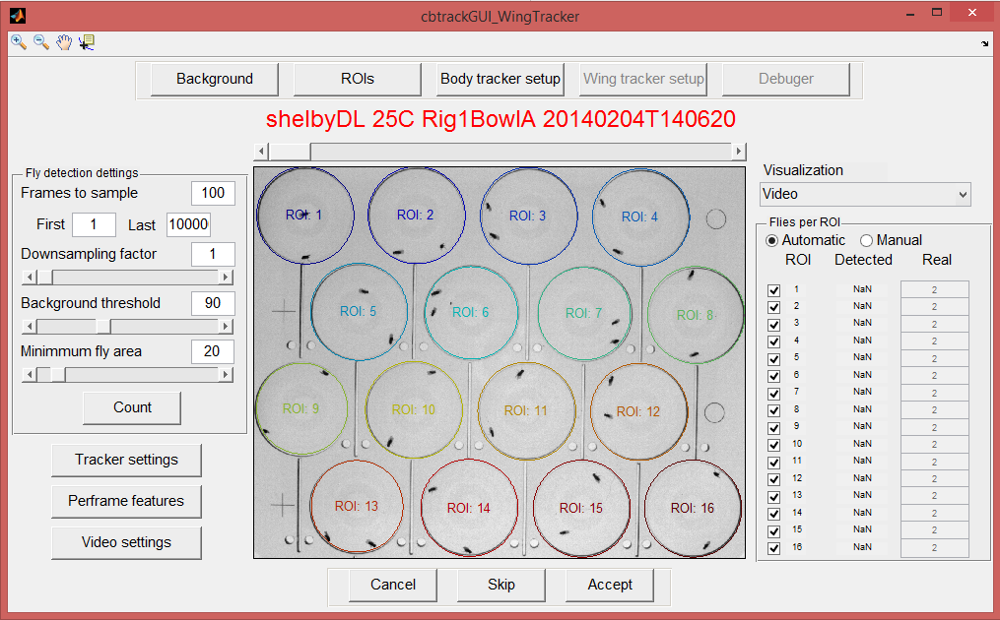 cbtrackGUI_WingTracker
Background ROIs Body tracker setup Wing tracker setup Debuger
shelbyDL 25C Rig1BowlA 20140204T140620
Fly detection dettings
Frames to sample 100
First 1 Last 10000
Downsampling factor 1
Background threshold 90
Minimmum fly area 20
Count
Tracker settings
Perframe features
Video settings
ROI: 1 ROI: 2 ROI: 3 ROI: 4
ROI: 5 ROI: 6 ROI: 7 ROI: 8
ROI: 9 ROI: 10 ROI: 11 ROI: 12
ROI: 13 ROI: 14 ROI: 15 ROI: 16
Visualization
Video
Flies per ROI
Automatic Manual
ROI Detected Real
1 NaN 2
2 NaN 2
3 NaN 2
4 NaN 2
5 NaN 2
6 NaN 2
7 NaN 2
8 NaN 2
9 NaN 2
10 NaN 2
11 NaN 2
12 NaN 2
13 NaN 2
14 NaN 2
15 NaN 2
16 NaN 2
Cancel Skip Accept